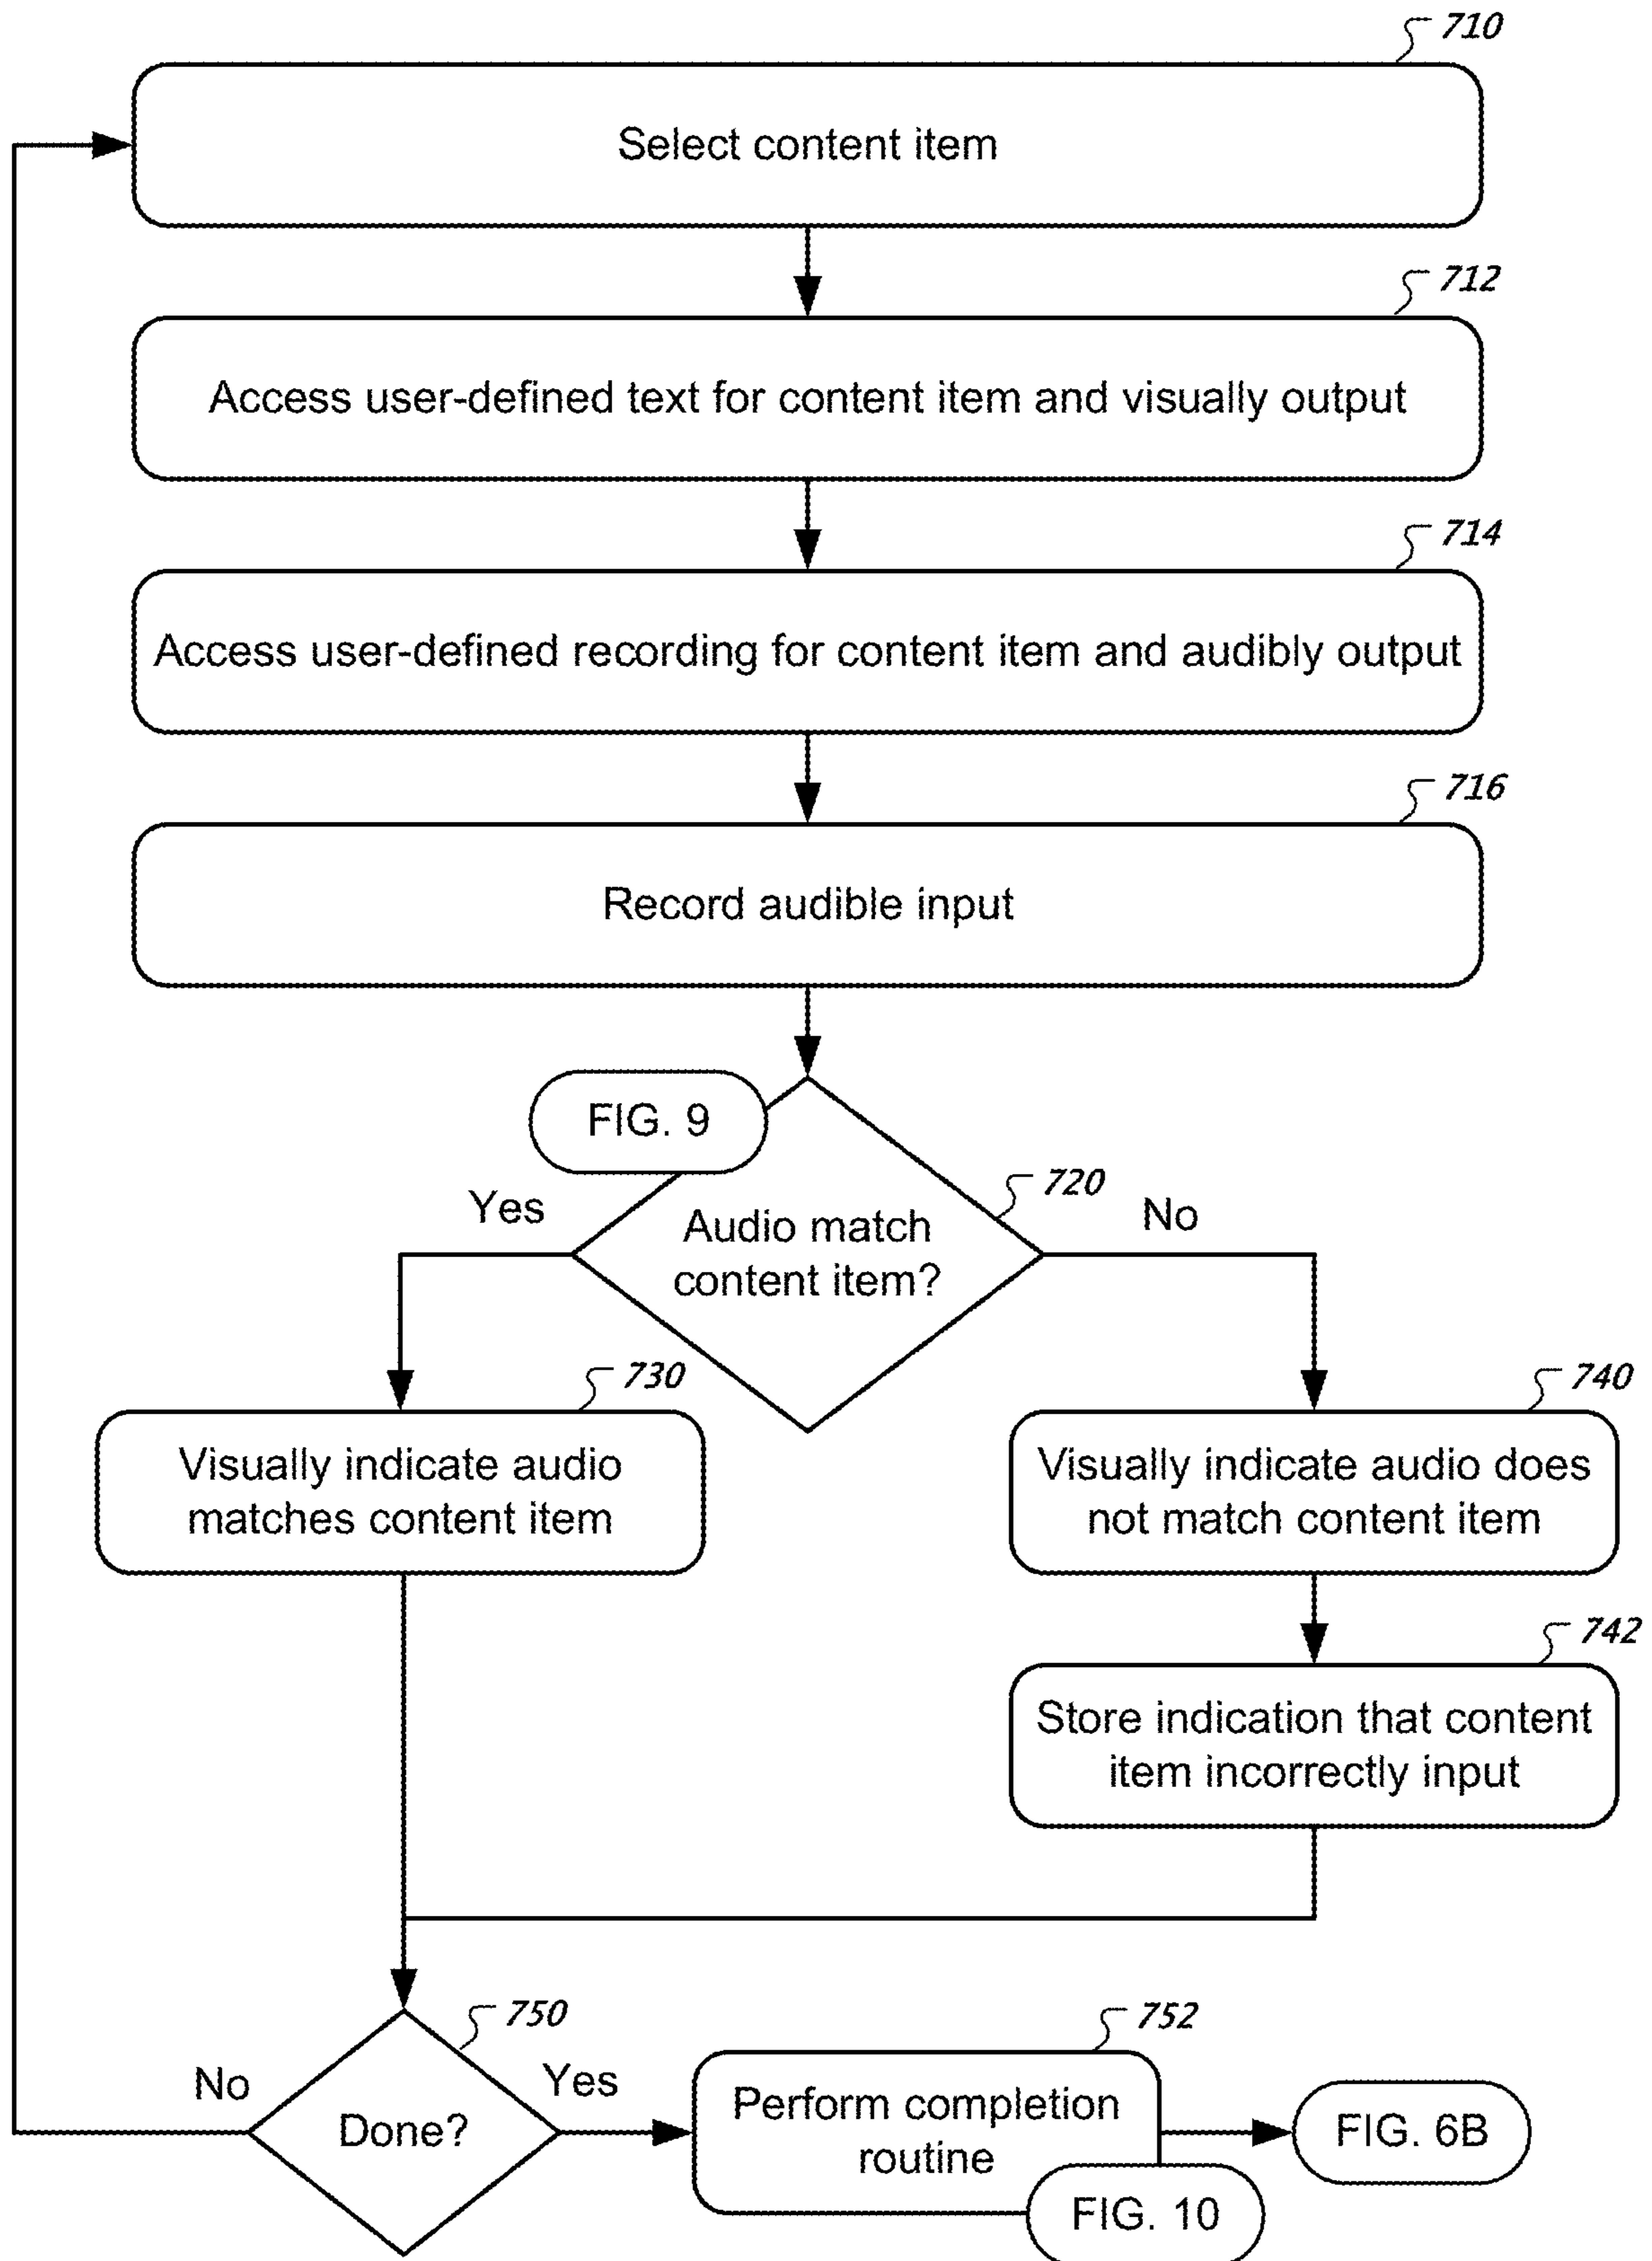 710
Select content item
712
Access user-defined text for content item and visually output
714
Access user-defined recording for content item and audibly output
716
Record audible input
FIG. 9
720
Yes
No
Audio match
content item?
730
740
Visually indicate audio
matches content item
Visually indicate audio does
not match content item
742
Store indication that content
item incorrectly input
750
752
No
Yes
Done?
Perform completion
routine
FIG. 6B
FIG. 10